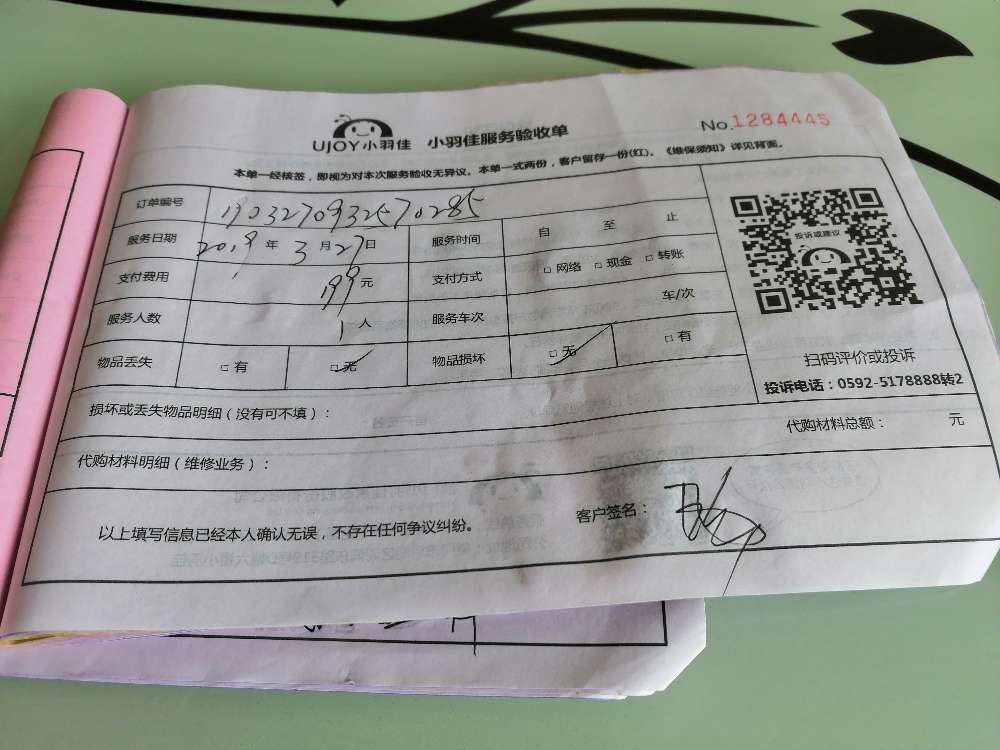 UJOY小羽佳 小羽佳服务验收单 No.1284445
本单一经核签，即视为对本次服务验收无异议。本单一式两份，客户留存一份(红)。《维保须知》详见背面。
订单编号 1903270932570285
服务日期 2019 年 3 月 27 日 服务时间 自 至 止
支付费用 199 元 支付方式 □ 网络 □ 现金 □ 转账
服务人数 1 人 服务车次 车/次
物品丢失 □ 有 □ 无 物品损坏 □ 无 □ 有
投诉或建议
扫码评价或投诉
投诉电话：0592-5178888转2
损坏或丢失物品明细（没有可不填）：
代购材料总额： 元
代购材料明细（维修业务）：
以上填写信息已经本人确认无误，不存在任何争议纠纷。 客户签名：